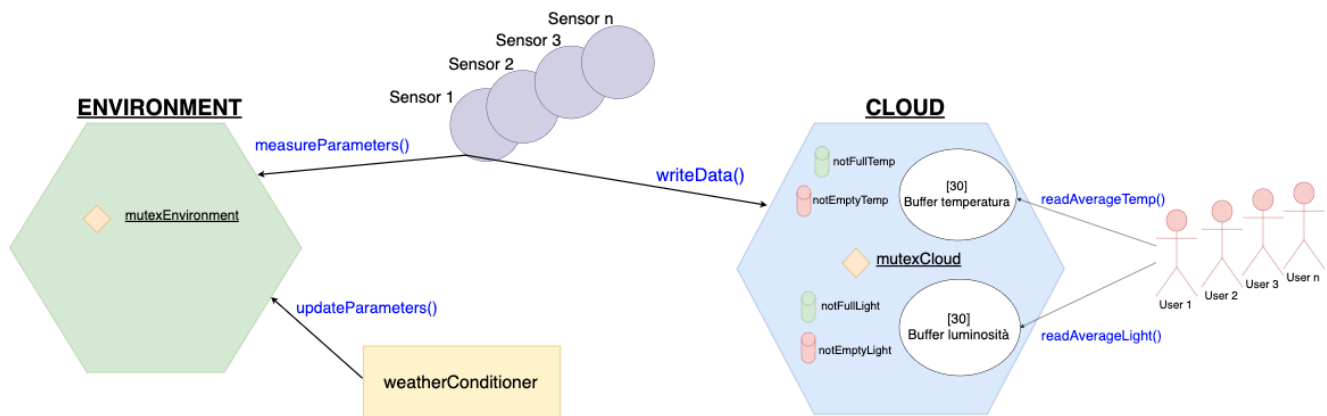 Sensor n
Sensor 3
Sensor 2
Sensor 1
ENVIRONMENT
measureParameters()
mutexEnvironment
updateParameters()
weatherConditioner
writeData()
CLOUD
notFullTemp
notEmptyTemp
[30]
Buffer temperatura
mutexCloud
notFullLight
notEmptyLight
[30]
Buffer luminosità
readAverageTemp()
readAverageLight()
User 1
User 2
User 3
User n